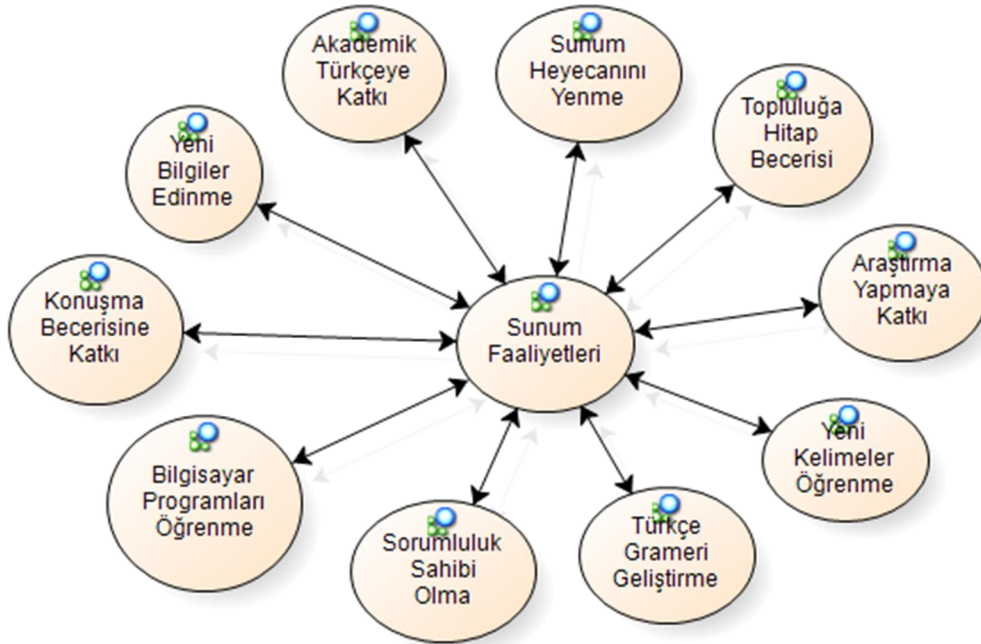 Akademik
Türkçeye
Katkı
Sunum
Heyecanını
Yenme
Topluluğa
Hitap
Becerisi
Yeni
Bilgiler
Edinme
Araştırma
Yapmaya
Katkı
Konuşma
Becerisine
Katkı
Sunum
Faaliyetleri
Yeni
Kelimeler
Öğrenme
Bilgisayar
Programları
Öğrenme
Sorumluluk
Sahibi
Olma
Türkçe
Grameri
Geliştirme